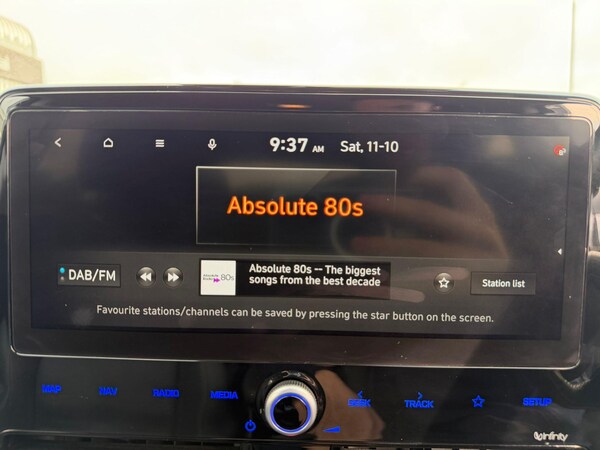 9:37 AM Sat, 11-10
Absolute 80s
DAB/FM
80s
Absolute 80s -- The biggest
songs from the best decade
Station list
Favourite stations/channels can be saved by pressing the star button on the screen.
MAP NAV RADIO MEDIA SEEK TRACK SETUP
Infinity